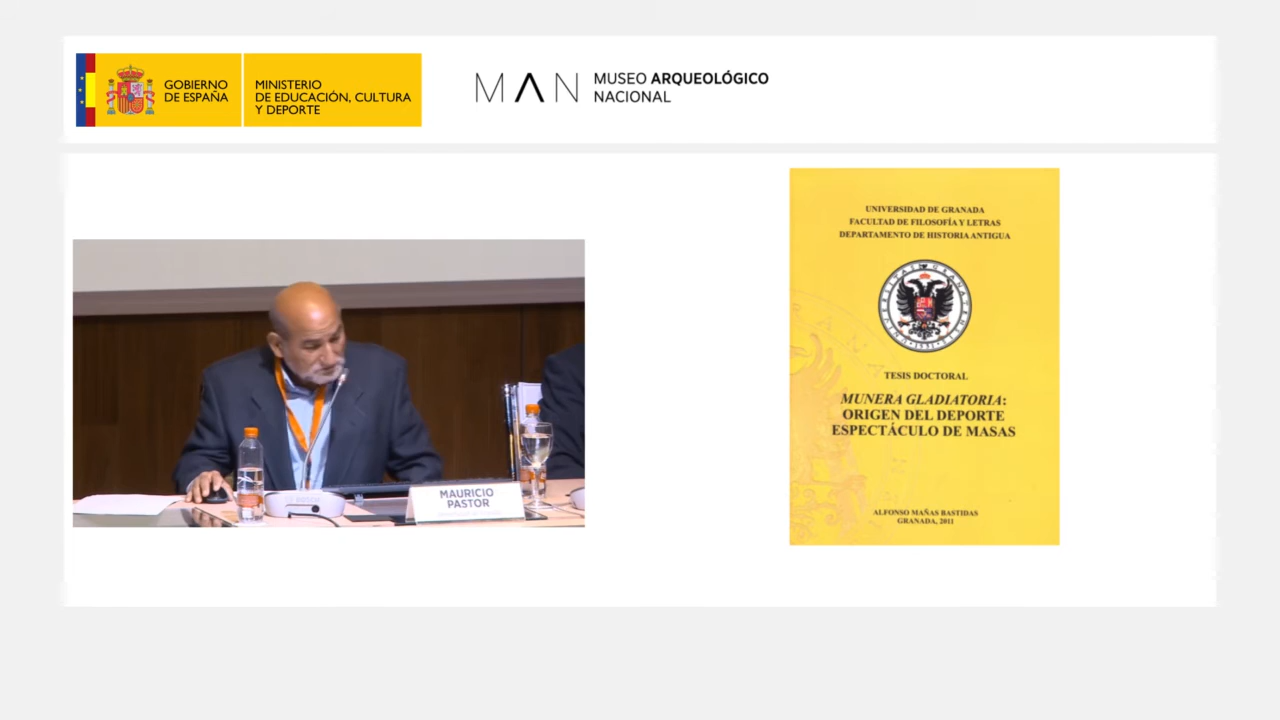 GOBIERNO
DE ESPAÑA
MINISTERIO
DE EDUCACIÓN, CULTURA
Y DEPORTE
MAN
MUSEO ARQUEOLÓGICO
NACIONAL
MAURICIO
PASTOR
UNIVERSIDAD DE GRANADA
FACULTAD DE FILOSOFÍA Y LETRAS
DEPARTAMENTO DE HISTORIA ANTIGUA
1531
TESIS DOCTORAL
MUNERA GLADIATORIA:
ORIGEN DEL DEPORTE
ESPECTÁCULO DE MASAS
ALFONSO MAÑAS BASTIDAS
GRANADA, 2011